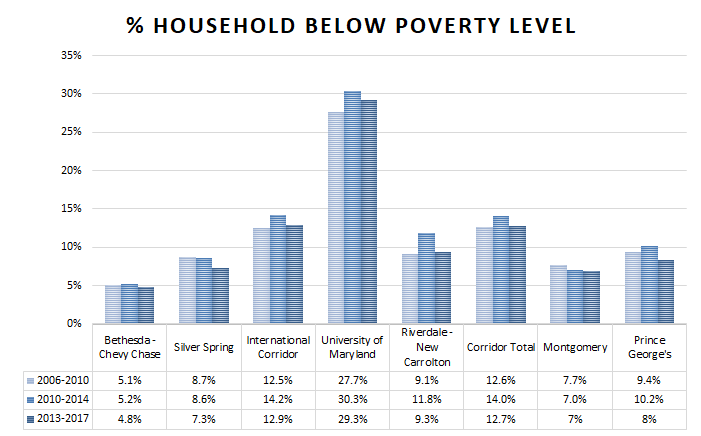 % HOUSEHOLD BELOW POVERTY LEVEL
35%
30%
25%
20%
15%
10%
5%
0%
Bethesda - Chevy Chase
Silver Spring
International Corridor
University of Maryland
Riverdale - New Carrolton
Corridor Total
Montgomery
Prince George's
2006-2010 5.1% 8.7% 12.5% 27.7% 9.1% 12.6% 7.7% 9.4%
2010-2014 5.2% 8.6% 14.2% 30.3% 11.8% 14.0% 7.0% 10.2%
2013-2017 4.8% 7.3% 12.9% 29.3% 9.3% 12.7% 7% 8%